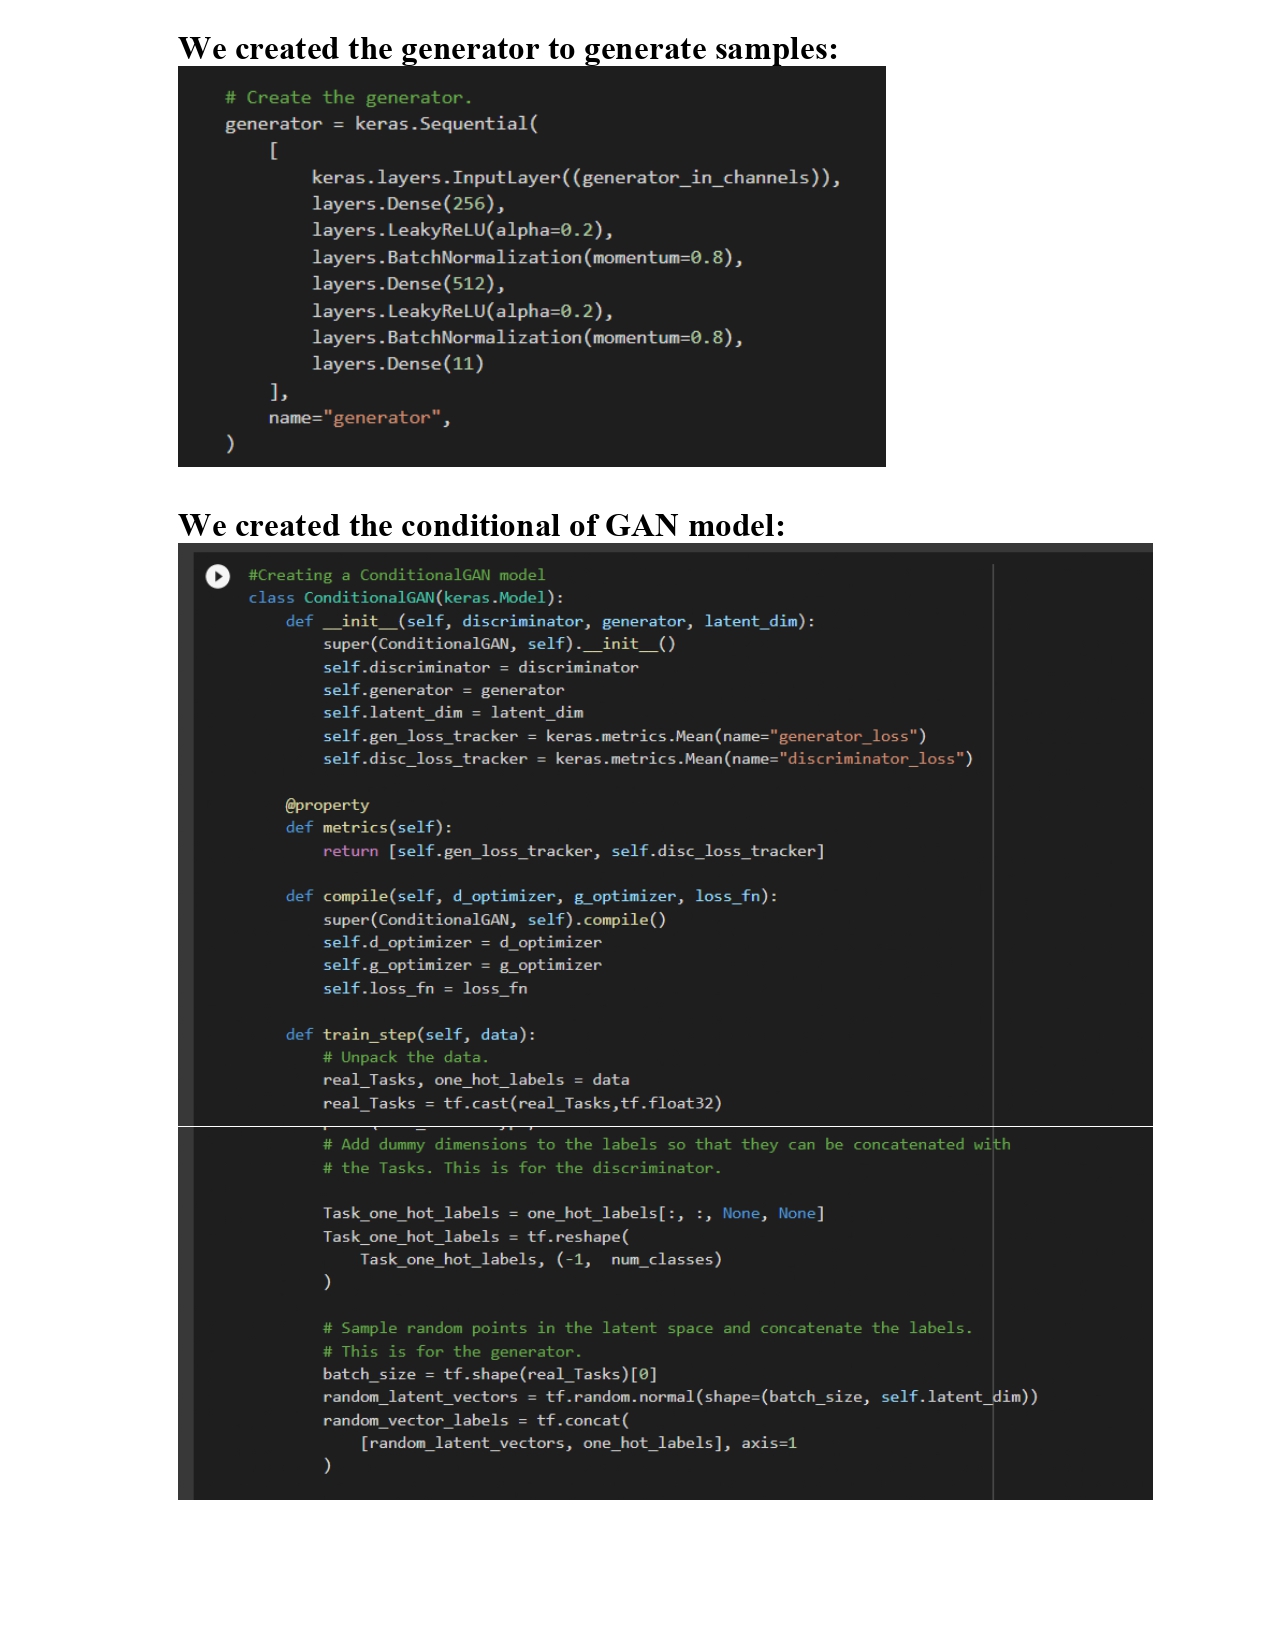 We created the generator to generate samples:
# Create the generator.
generator = keras.Sequential(
    [
        keras.layers.InputLayer((generator_in_channels)),
        layers.Dense(256),
        layers.LeakyReLU(alpha=0.2),
        layers.BatchNormalization(momentum=0.8),
        layers.Dense(512),
        layers.LeakyReLU(alpha=0.2),
        layers.BatchNormalization(momentum=0.8),
        layers.Dense(11)
    ],
    name="generator",
)
We created the conditional of GAN model:
#Creating a ConditionalGAN model
class ConditionalGAN(keras.Model):
    def __init__(self, discriminator, generator, latent_dim):
        super(ConditionalGAN, self).__init__()
        self.discriminator = discriminator
        self.generator = generator
        self.latent_dim = latent_dim
        self.gen_loss_tracker = keras.metrics.Mean(name="generator_loss")
        self.disc_loss_tracker = keras.metrics.Mean(name="discriminator_loss")
    @property
    def metrics(self):
        return [self.gen_loss_tracker, self.disc_loss_tracker]
    def compile(self, d_optimizer, g_optimizer, loss_fn):
        super(ConditionalGAN, self).compile()
        self.d_optimizer = d_optimizer
        self.g_optimizer = g_optimizer
        self.loss_fn = loss_fn
    def train_step(self, data):
        # Unpack the data.
        real_Tasks, one_hot_labels = data
        real_Tasks = tf.cast(real_Tasks,tf.float32)
        # Add dummy dimensions to the labels so that they can be concatenated with
        # the Tasks. This is for the discriminator.
        Task_one_hot_labels = one_hot_labels[:, :, None, None]
        Task_one_hot_labels = tf.reshape(
            Task_one_hot_labels, (-1,  num_classes)
        )
        # Sample random points in the latent space and concatenate the labels.
        # This is for the generator.
        batch_size = tf.shape(real_Tasks)[0]
        random_latent_vectors = tf.random.normal(shape=(batch_size, self.latent_dim))
        random_vector_labels = tf.concat(
            [random_latent_vectors, one_hot_labels], axis=1
        )